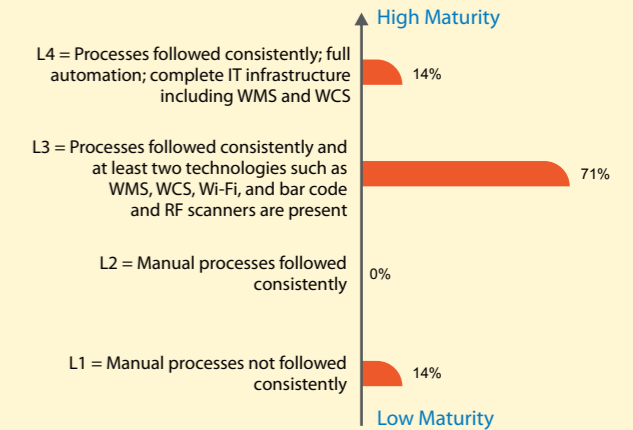 High Maturity
L4 = Processes followed consistently; full
automation; complete IT infrastructure
including WMS and WCS
14%
L3 = Processes followed consistently and
at least two technologies such as
WMS, WCS, Wi-Fi, and bar code
and RF scanners are present
71%
L2 = Manual processes followed
consistently
0%
L1 = Manual processes not followed
consistently
14%
Low Maturity